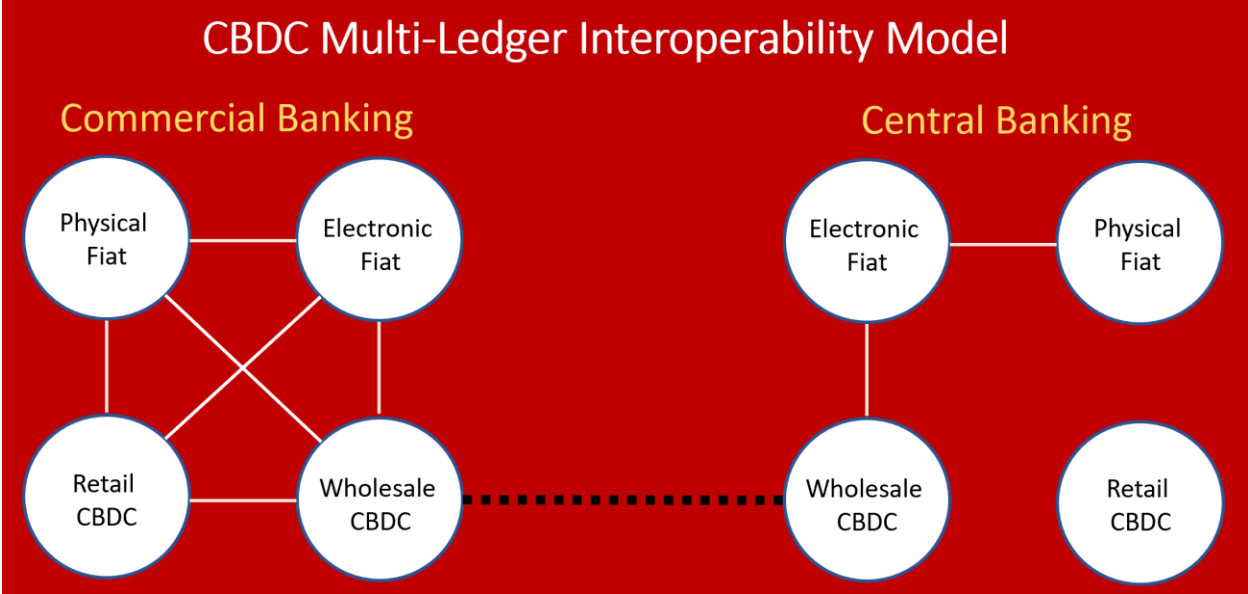 CBDC Multi-Ledger Interoperability Model
Commercial Banking
Central Banking
Physical
Fiat
Electronic
Fiat
Electronic
Fiat
Physical
Fiat
Retail
CBDC
Wholesale
CBDC
Wholesale
CBDC
Retail
CBDC